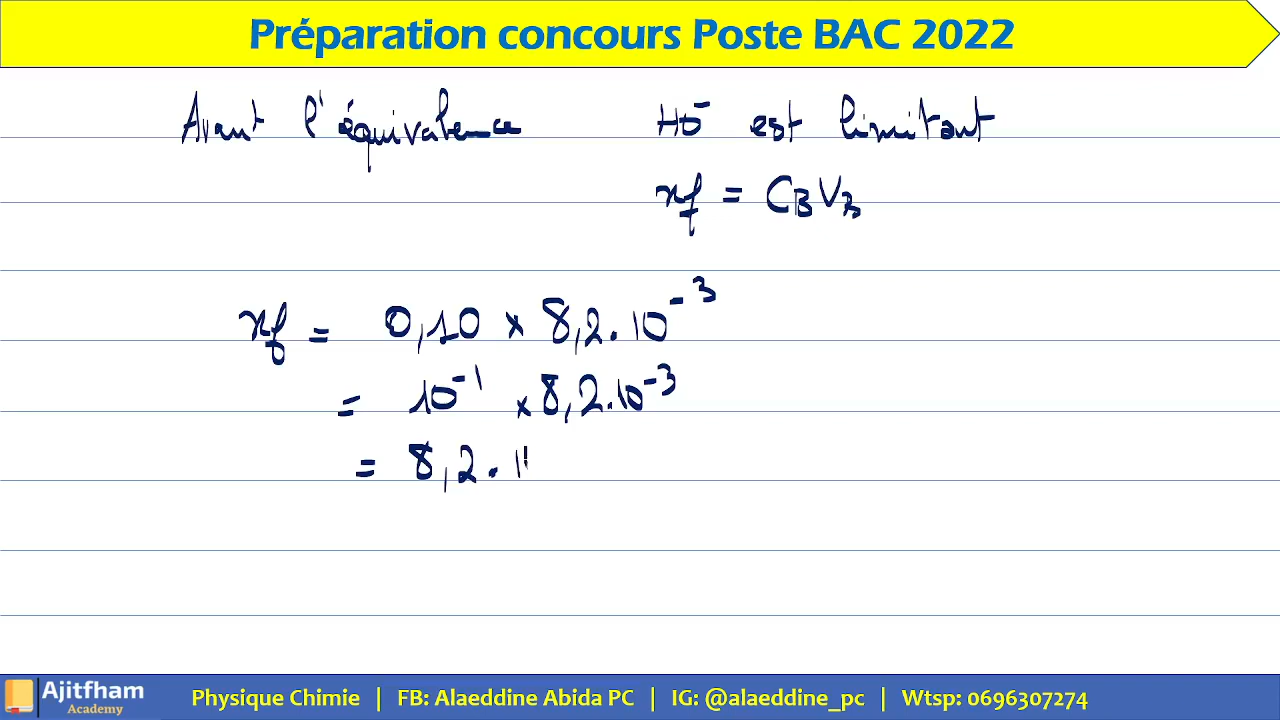 Préparation concours Poste BAC 2022
Avant l'équivalence HO⁻ est limitant
xf = CBVB
xf = 0,10 × 8,2.10⁻³
= 10⁻¹ × 8,2.10⁻³
= 8,2.1
Ajitfham
Academy
Physique Chimie | FB: Alaeddine Abida PC | IG: @alaeddine_pc | Wtsp: 0696307274